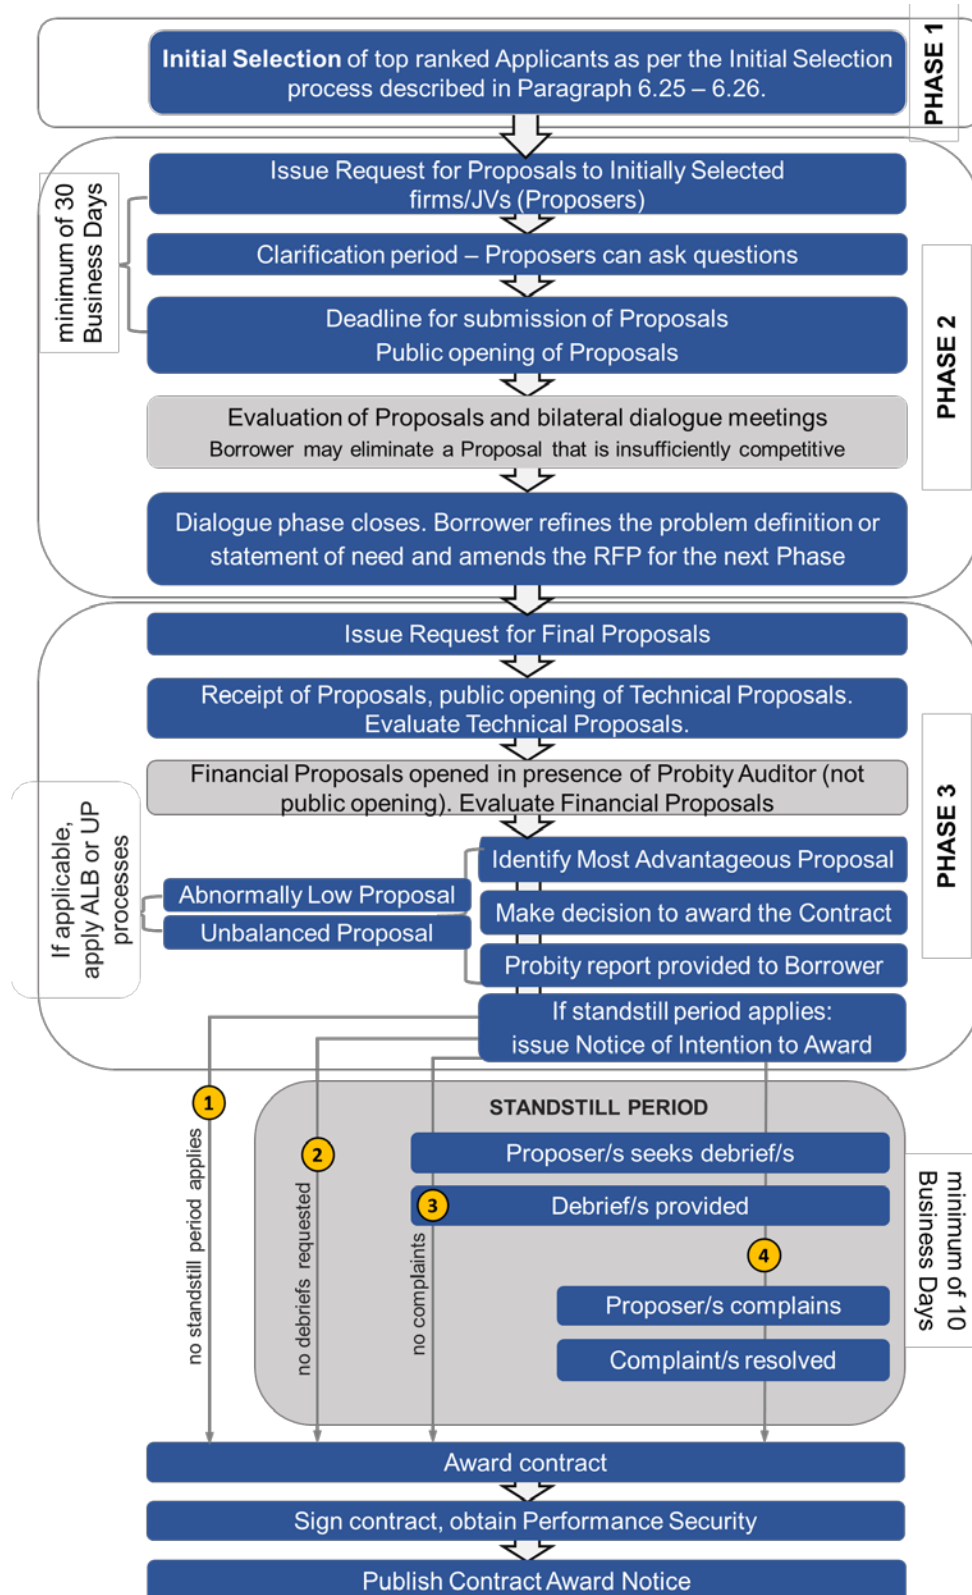 Initial Selection of top ranked Applicants as per the Initial Selection
process described in Paragraph 6.25 – 6.26.
PHASE 1
Issue Request for Proposals to Initially Selected
firms/JVs (Proposers)
minimum of 30
Business Days
Clarification period – Proposers can ask questions
Deadline for submission of Proposals
Public opening of Proposals
PHASE 2
Evaluation of Proposals and bilateral dialogue meetings
Borrower may eliminate a Proposal that is insufficiently competitive
Dialogue phase closes. Borrower refines the problem definition or
statement of need and amends the RFP for the next Phase
Issue Request for Final Proposals
Receipt of Proposals, public opening of Technical Proposals.
Evaluate Technical Proposals.
Financial Proposals opened in presence of Probity Auditor (not
public opening). Evaluate Financial Proposals
PHASE 3
If applicable,
apply ALB or UP
processes
Abnormally Low Proposal
Unbalanced Proposal
Identify Most Advantageous Proposal
Make decision to award the Contract
Probity report provided to Borrower
If standstill period applies:
issue Notice of Intention to Award
1
no standstill period applies
STANDSTILL PERIOD
2
no debriefs requested
3
no complaints
Proposer/s seeks debrief/s
Debrief/s provided
4
Proposer/s complains
Complaint/s resolved
minimum of 10
Business Days
Award contract
Sign contract, obtain Performance Security
Publish Contract Award Notice